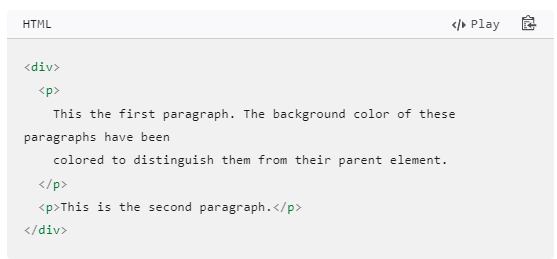 HTML
Play
<div>
  <p>
    This the first paragraph. The background color of these
paragraphs have been
    colored to distinguish them from their parent element.
  </p>
  <p>This is the second paragraph.</p>
</div>